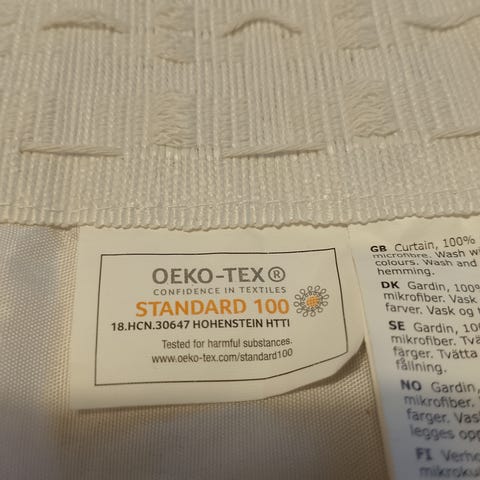 OEKO-TEX®
CONFIDENCE IN TEXTILES
STANDARD 100
18.HCN.30647 HOHENSTEIN HTTI
Tested for harmful substances.
www.oeko-tex.com/standard100
GB Curtain, 100%
microfibre. Wash
colours. Wash and
hemming.
DK Gardin, 100%
mikrofiber. Vask
farver. Vask og
SE Gardin,
mikrofiber.
färger. Tvätta
fållning.
NO Gardin,
mikrofiber.
farger.
legges
FI